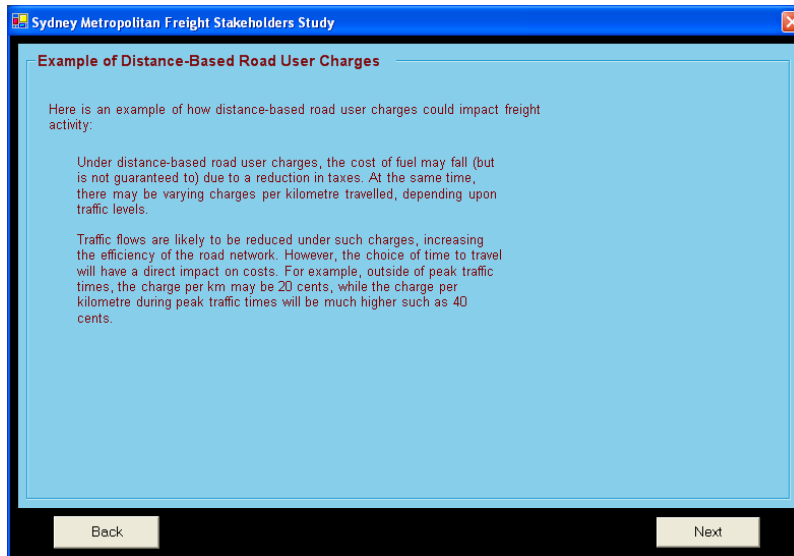 Sydney Metropolitan Freight Stakeholders Study
Example of Distance-Based Road User Charges
Here is an example of how distance-based road user charges could impact freight
activity:
Under distance-based road user charges, the cost of fuel may fall (but
is not guaranteed to) due to a reduction in taxes. At the same time,
there may be varying charges per kilometre travelled, depending upon
traffic levels.
Traffic flows are likely to be reduced under such charges, increasing
the efficiency of the road network. However, the choice of time to travel
will have a direct impact on costs. For example, outside of peak traffic
times, the charge per km may be 20 cents, while the charge per
kilometre during peak traffic times will be much higher such as 40
cents.
Back
Next